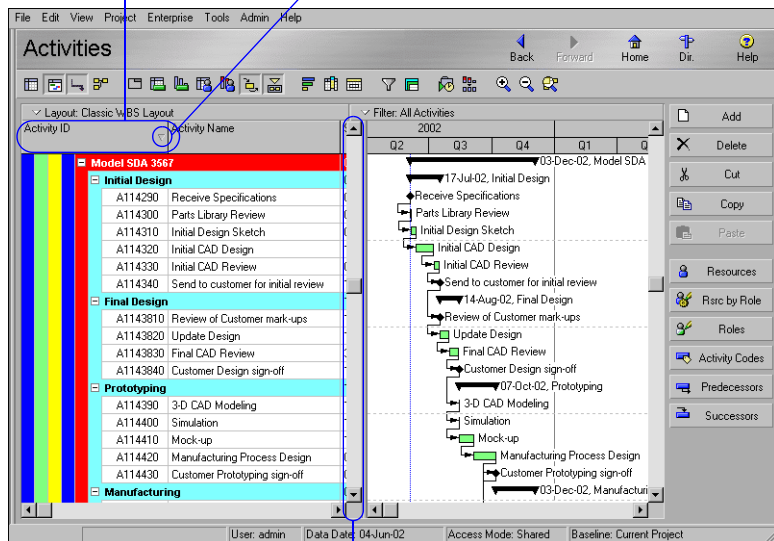 File Edit View Project Enterprise Tools Admin Help
Activities
Back Forward Home Dir. Help
Layout: Classic WBS Layout
Filter: All Activities
Add
Delete
Cut
Copy
Paste
Resources
Rsrc by Role
Roles
Activity Codes
Predecessors
Successors
Activity ID Activity Name
2002
Q2 Q3 Q4 Q1 Q
Model SDA 3567
Initial Design
A114290 Receive Specifications
A114300 Parts Library Review
A114310 Initial Design Sketch
A114320 Initial CAD Design
A114330 Initial CAD Review
A114340 Send to customer for initial review
Final Design
A1143810 Review of Customer mark-ups
A1143820 Update Design
A1143830 Final CAD Review
A1143840 Customer Design sign-off
Prototyping
A114390 3-D CAD Modeling
A114400 Simulation
A114410 Mock-up
A114420 Manufacturing Process Design
A114430 Customer Prototyping sign-off
Manufacturing
03-Dec-02, Model SDA
17-Jul-02, Initial Design
Receive Specifications
Parts Library Review
Initial Design Sketch
Initial CAD Design
Initial CAD Review
Send to customer for initial review
14-Aug-02, Final Design
Review of Customer mark-ups
Update Design
Final CAD Review
Customer Design sign-off
07-Oct-02, Prototyping
3-D CAD Modeling
Simulation
Mock-up
Manufacturing Process Design
Customer Prototyping sign-off
03-Dec-02, Manufacturi
User: admin Data Date: 04-Jun-02 Access Mode: Shared Baseline: Current Project